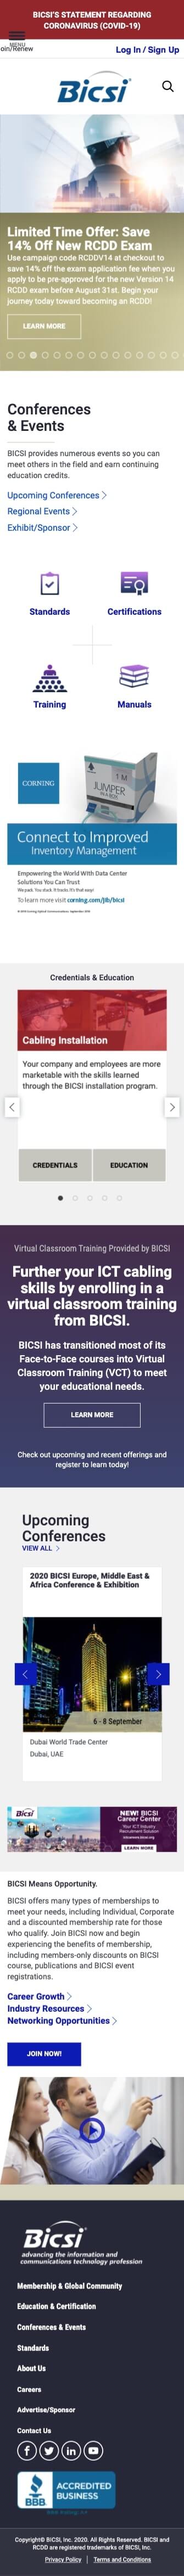 BICSI'S STATEMENT REGARDING
CORONAVIRUS (COVID-19)
MENU
oin/Renew
Log In / Sign Up
Bicsi
Limited Time Offer: Save
14% Off New RCDD Exam
Use campaign code RCDDV14 at checkout to
save 14% off the exam application fee when you
apply to be pre-approved for the new Version 14
RCDD exam before August 31st. Begin your
journey today toward becoming an RCDD!
LEARN MORE
Conferences
& Events
BICSI provides numerous events so you can
meet others in the field and earn continuing
education credits.
Upcoming Conferences
Regional Events
Exhibit/Sponsor
Standards
Certifications
Training
Manuals
CORNING
1 M
JUMPER
Connect to Improved
Inventory Management
Empowering the World With Data Center
Solutions You Can Trust
We pack. You stack. It tracks. It's that easy!
To learn more visit corning.com/jib/bicsi
Credentials & Education
Cabling Installation
Your company and employees are more
marketable with the skills learned
through the BICSI installation program.
CREDENTIALS
EDUCATION
Virtual Classroom Training Provided by BICSI
Further your ICT cabling
skills by enrolling in a
virtual classroom training
from BICSI.
BICSI has transitioned most of its
Face-to-Face courses into Virtual
Classroom Training (VCT) to meet
your educational needs.
LEARN MORE
Check out upcoming and recent offerings and
register to learn today!
Upcoming
Conferences
VIEW ALL
2020 BICSI Europe, Middle East &
Africa Conference & Exhibition
6 - 8 September
Dubai World Trade Center
Dubai, UAE
Bicsi
NEW! BICSI
Career Center
Your ICT Industry
Recruitment Solution
LEARN MORE
BICSI Means Opportunity.
BICSI offers many types of memberships to
meet your needs, including Individual, Corporate
and a discounted membership rate for those
who qualify. Join BICSI now and begin
experiencing the benefits of membership,
including members-only discounts on BICSI
course, publications and BICSI event
registrations.
Career Growth
Industry Resources
Networking Opportunities
JOIN NOW!
Bicsi
advancing the information and
communications technology profession
Membership & Global Community
Education & Certification
Conferences & Events
Standards
About Us
Careers
Advertise/Sponsor
Contact Us
BBB
ACCREDITED
BUSINESS
Copyright© BICSI, Inc. 2020. All Rights Reserved. BICSI and
RCDD are registered trademarks of BICSI, Inc.
Privacy Policy | Terms and Conditions